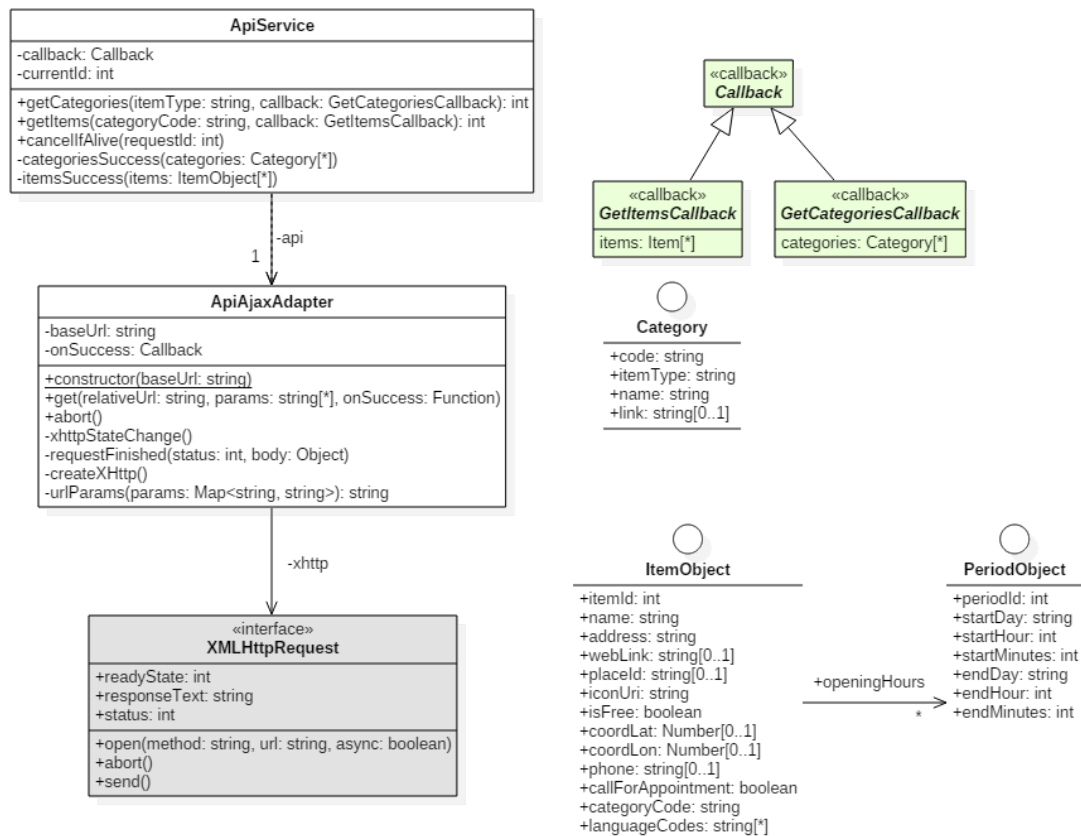 ApiService
-callback: Callback
-currentId: int
+getCategories(itemType: string, callback: GetCategoriesCallback): int
+getItems(categoryCode: string, callback: GetItemsCallback): int
+cancelIfAlive(requestId: int)
-categoriesSuccess(categories: Category[*])
-itemsSuccess(items: ItemObject[*])
-api
1
ApiAjaxAdapter
-baseUrl: string
-onSuccess: Callback
+constructor(baseUrl: string)
+get(relativeUrl: string, params: string[*], onSuccess: Function)
+abort()
-xhttpStateChange()
-requestFinished(status: int, body: Object)
-createXHttp()
-urlParams(params: Map<string, string>): string
-xhttp
«interface»
XMLHttpRequest
+readyState: int
+responseText: string
+status: int
+open(method: string, url: string, async: boolean)
+abort()
+send()
«callback»
Callback
«callback»
GetItemsCallback
items: Item[*]
«callback»
GetCategoriesCallback
categories: Category[*]
Category
+code: string
+itemType: string
+name: string
+link: string[0..1]
ItemObject
+itemId: int
+name: string
+address: string
+webLink: string[0..1]
+placeId: string[0..1]
+iconUri: string
+isFree: boolean
+coordLat: Number[0..1]
+coordLon: Number[0..1]
+phone: string[0..1]
+callForAppointment: boolean
+categoryCode: string
+languageCodes: string[*]
+openingHours
*
PeriodObject
+periodId: int
+startDay: string
+startHour: int
+startMinutes: int
+endDay: string
+endHour: int
+endMinutes: int